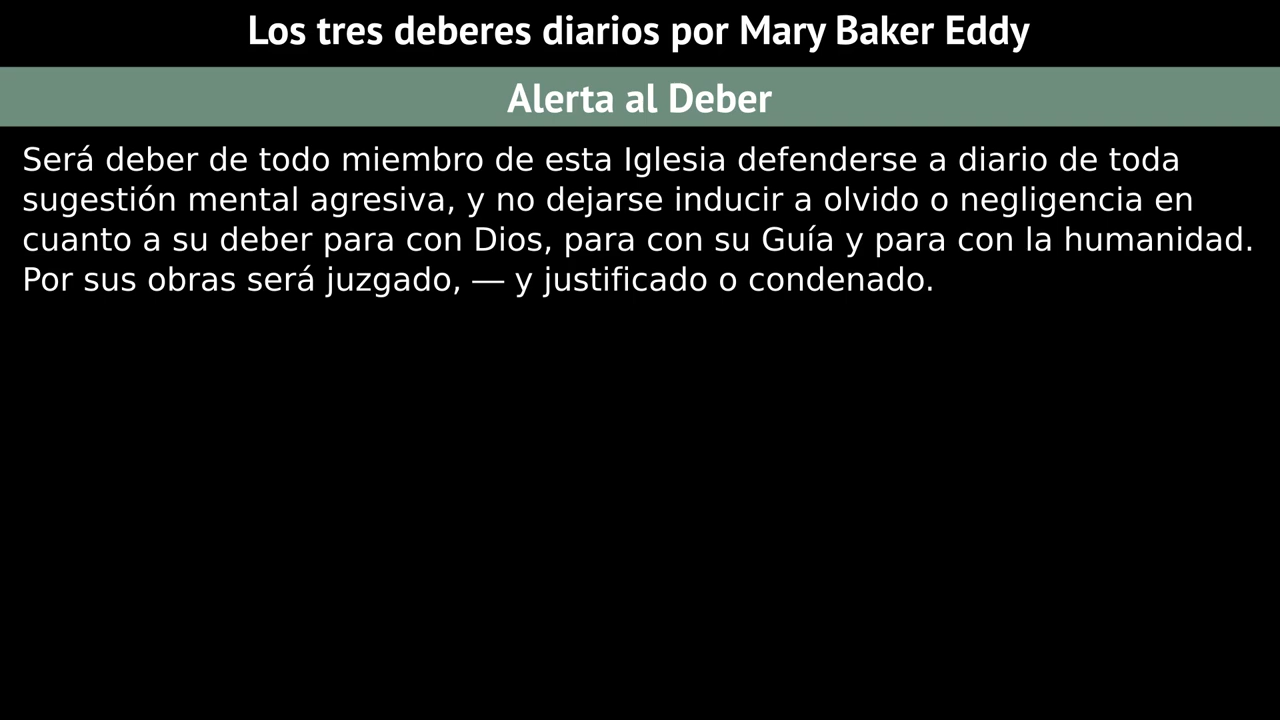 Los tres deberes diarios por Mary Baker Eddy
Alerta al Deber
Será deber de todo miembro de esta Iglesia defenderse a diario de toda
sugestión mental agresiva, y no dejarse inducir a olvido o negligencia en
cuanto a su deber para con Dios, para con su Guía y para con la humanidad.
Por sus obras será juzgado, — y justificado o condenado.